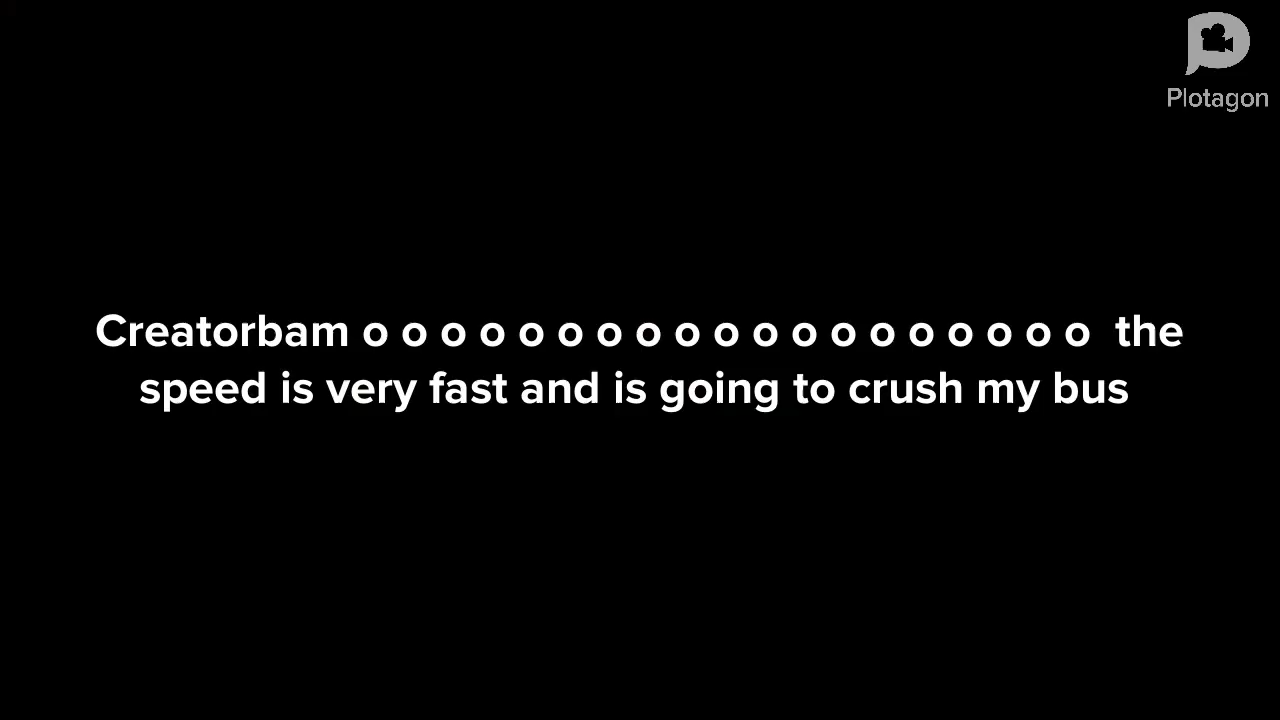 Plotagon
Creatorbam o o o o o o o o o o o o o o o o o o o  the
speed is very fast and is going to crush my bus